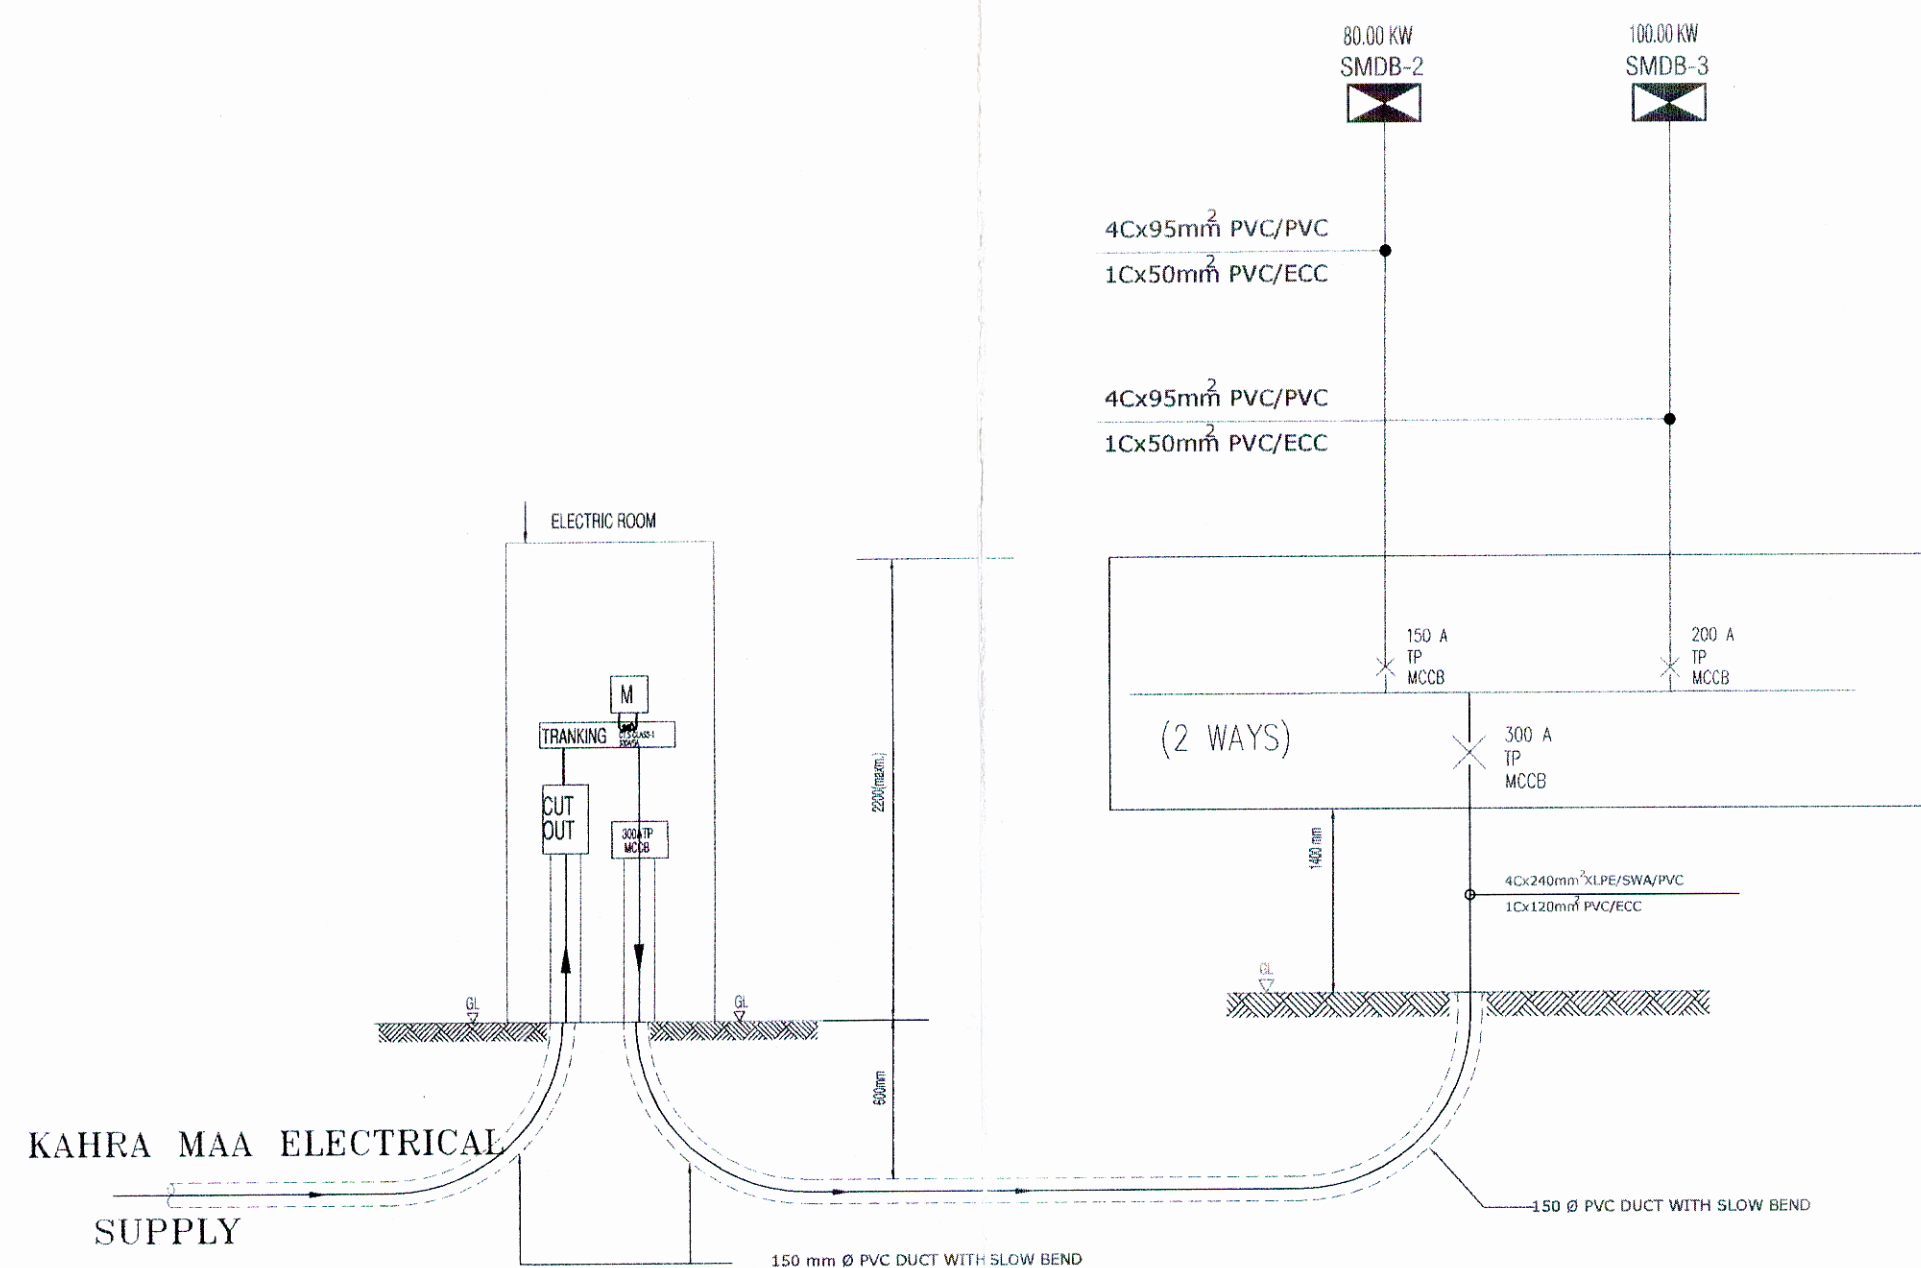 80.00 KW
SMDB-2
100.00 KW
SMDB-3
4Cx95mm² PVC/PVC
1Cx50mm² PVC/ECC
4Cx95mm² PVC/PVC
1Cx50mm² PVC/ECC
ELECTRIC ROOM
M
TRANKING
CUT
OUT
300A TP
MCCB
2200(maxm.)
600mm
GL
GL
150 A
TP
MCCB
200 A
TP
MCCB
(2 WAYS)
300 A
TP
MCCB
1400 mm
4Cx240mm² XLPE/SWA/PVC
1Cx120mm² PVC/ECC
GL
KAHRA MAA ELECTRICAL
SUPPLY
150 Ø PVC DUCT WITH SLOW BEND
150 mm Ø PVC DUCT WITH SLOW BEND